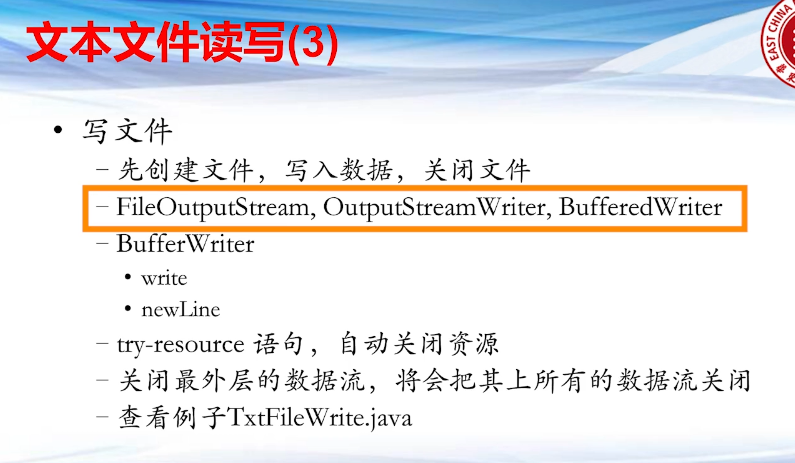 文本文件读写(3)
EAST CHINA
• 写文件
– 先创建文件，写入数据，关闭文件
– FileOutputStream, OutputStreamWriter, BufferedWriter
– BufferWriter
• write
• newLine
– try-resource 语句，自动关闭资源
– 关闭最外层的数据流，将会把其上所有的数据流关闭
– 查看例子TxtFileWrite.java